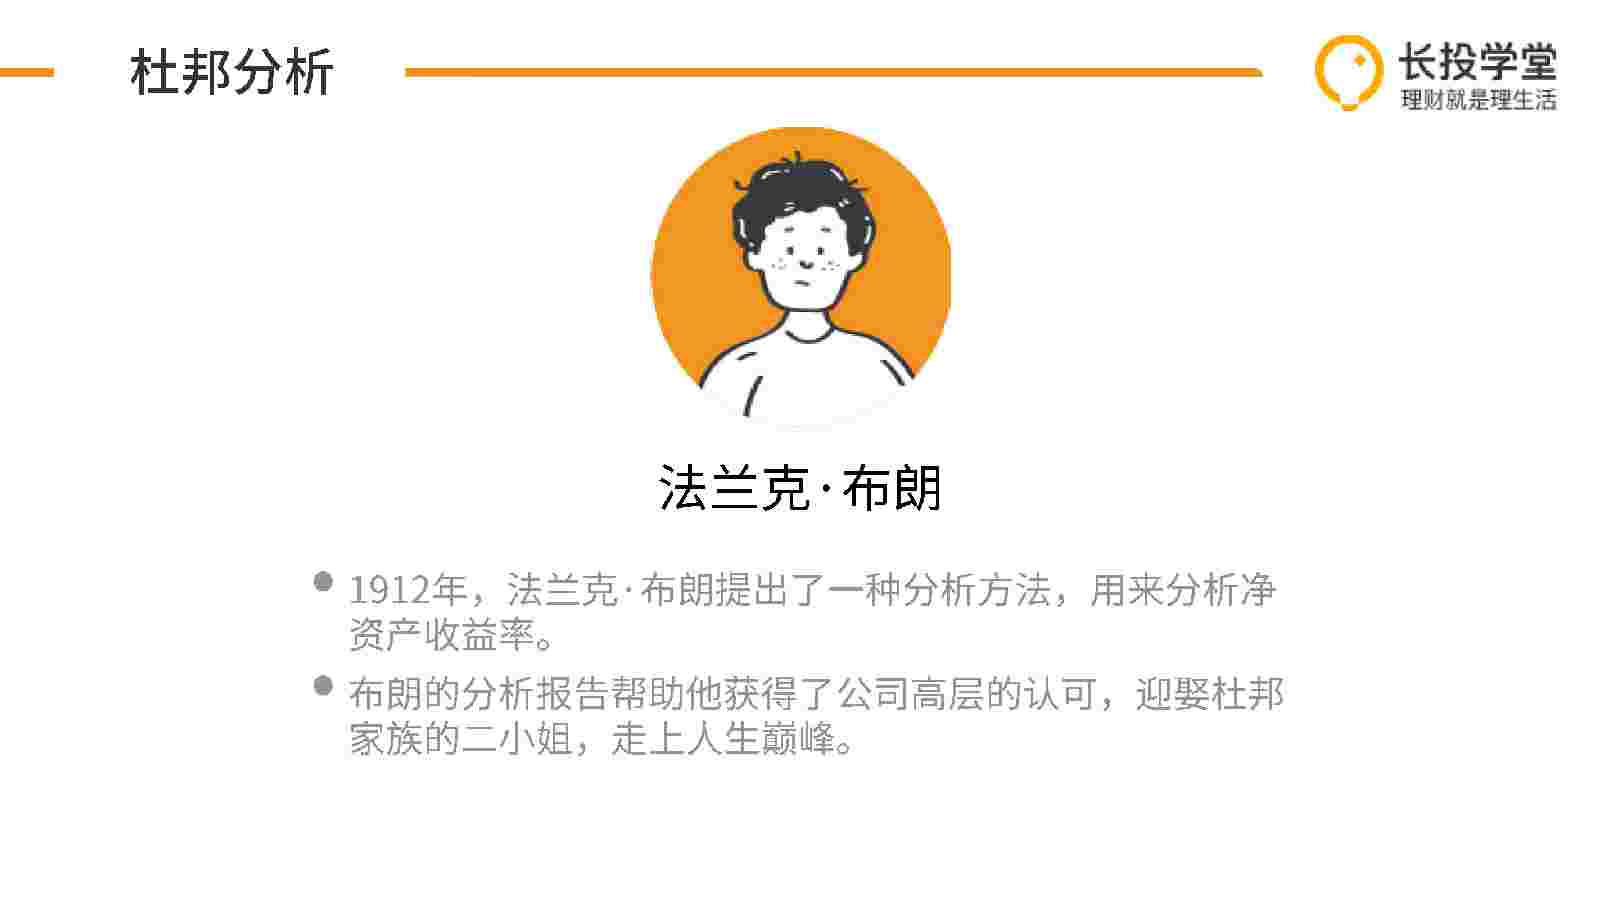 杜邦分析
长投学堂
理财就是理生活
法兰克·布朗
1912年，法兰克·布朗提出了一种分析方法，用来分析净
资产收益率。
布朗的分析报告帮助他获得了公司高层的认可，迎娶杜邦
家族的二小姐，走上人生巅峰。